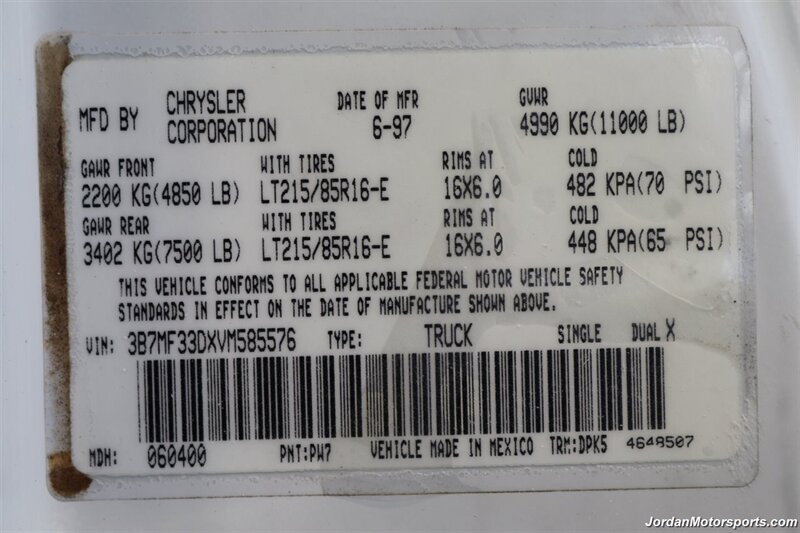 MFD BY CHRYSLER CORPORATION DATE OF MFR 6-97 GVWR 4990 KG(11000 LB)
GAWR FRONT WITH TIRES RIMS AT COLD
2200 KG(4850 LB) LT215/85R16-E 16X6.0 482 KPA(70 PSI)
GAWR REAR WITH TIRES RIMS AT COLD
3402 KG(7500 LB) LT215/85R16-E 16X6.0 448 KPA(65 PSI)
THIS VEHICLE CONFORMS TO ALL APPLICABLE FEDERAL MOTOR VEHICLE SAFETY
STANDARDS IN EFFECT ON THE DATE OF MANUFACTURE SHOWN ABOVE.
VIN: 3B7MF33DXVM585576 TYPE: TRUCK SINGLE DUAL X
MDH: 060400 PNT:PW7 VEHICLE MADE IN MEXICO TRM:DPK5 4648507
JordanMotorsports.com